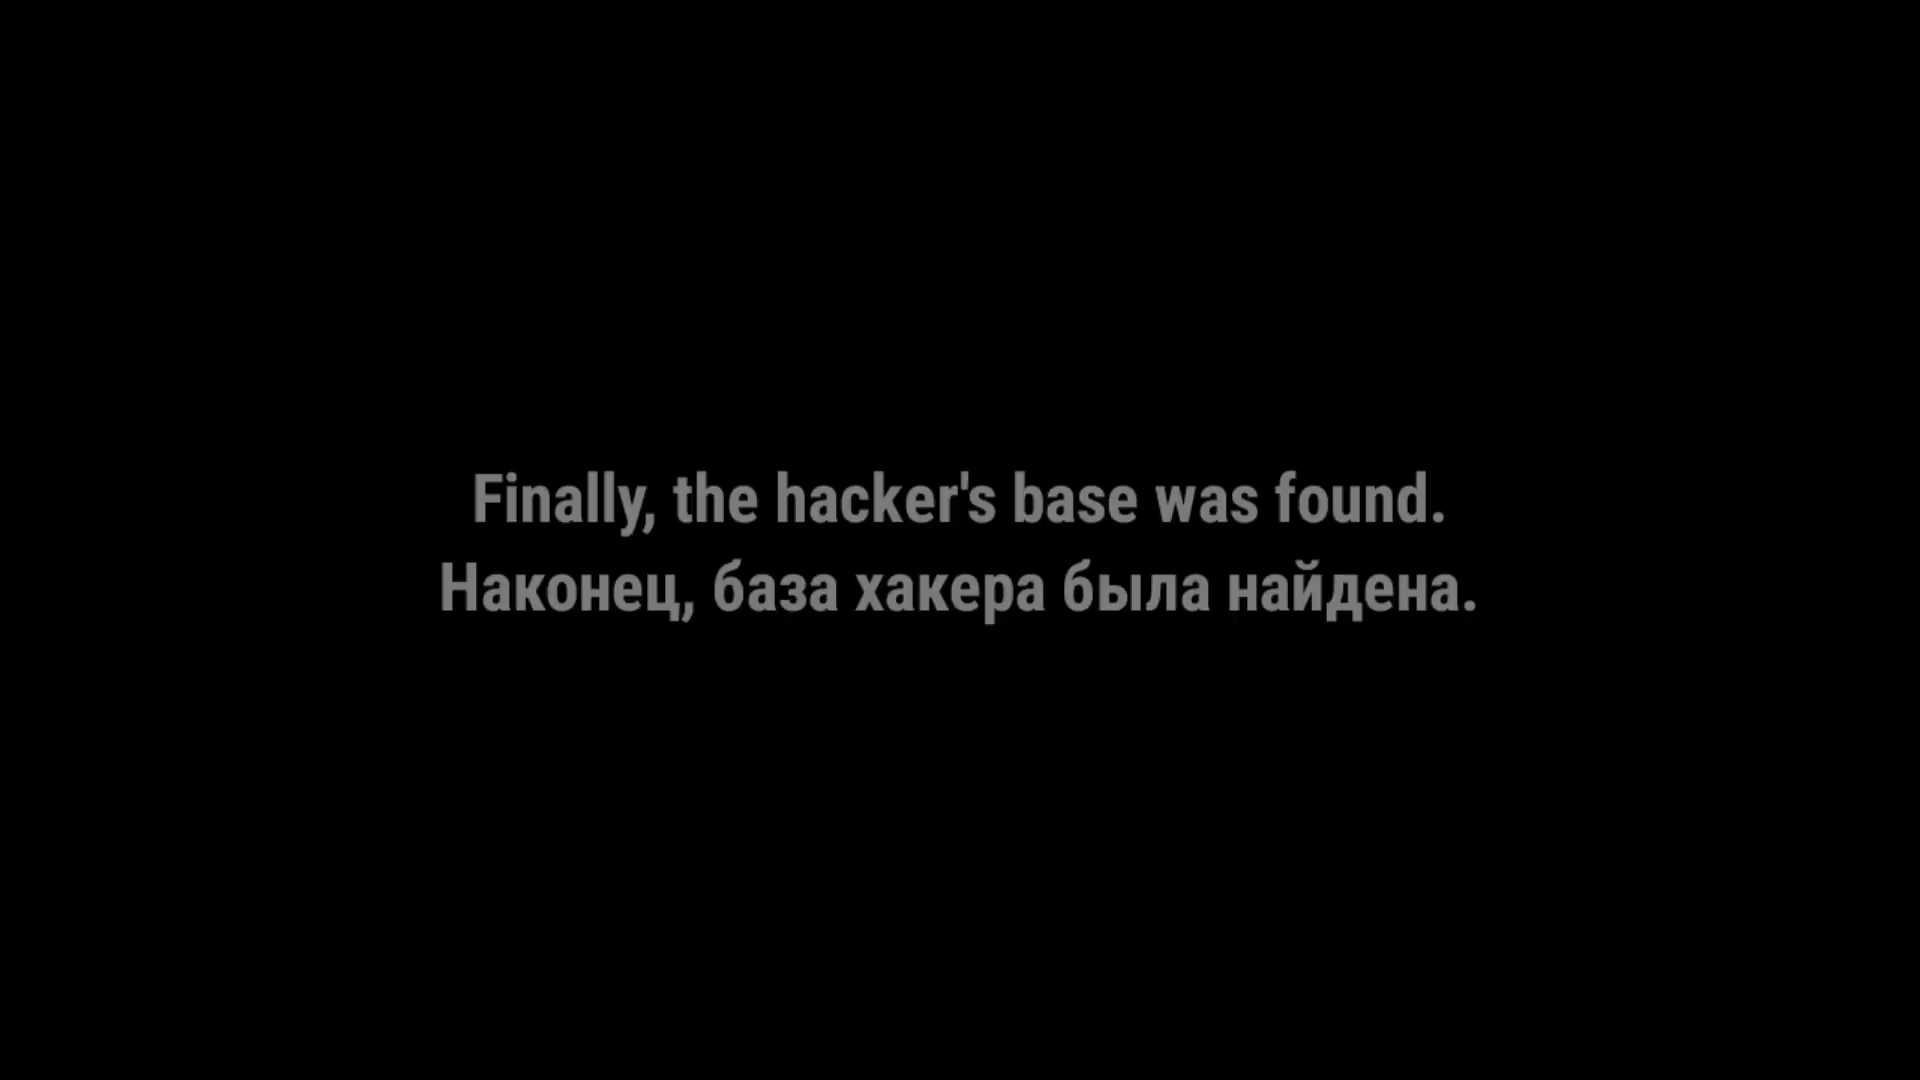 Finally, the hacker's base was found.
Наконец, база хакера была найдена.